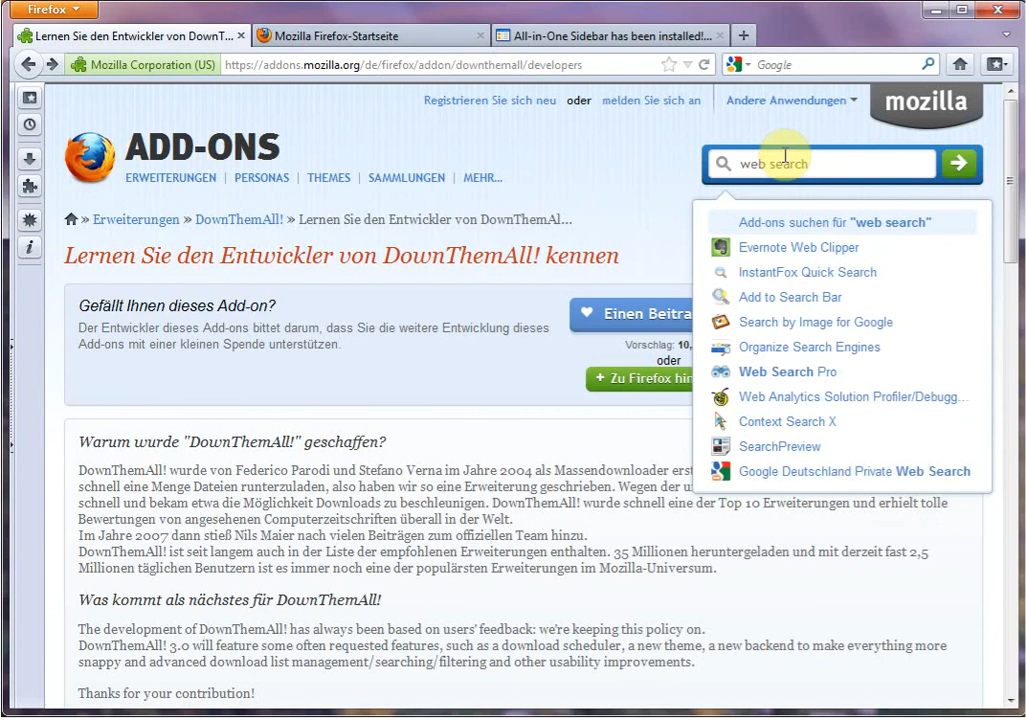 Firefox
Lernen Sie den Entwickler von DownT...
Mozilla Firefox-Startseite
All-in-One Sidebar has been installed!...
Mozilla Corporation (US)
https://addons.mozilla.org/de/firefox/addon/downthemall/developers
Google
Registrieren Sie sich neu oder melden Sie sich an
Andere Anwendungen
mozilla
ADD-ONS
ERWEITERUNGEN | PERSONAS | THEMES | SAMMLUNGEN | MEHR...
web search
» Erweiterungen » DownThemAll! » Lernen Sie den Entwickler von DownThemAl...
Add-ons suchen für "web search"
Evernote Web Clipper
InstantFox Quick Search
Add to Search Bar
Search by Image for Google
Organize Search Engines
Web Search Pro
Web Analytics Solution Profiler/Debugg...
Context Search X
SearchPreview
Google Deutschland Private Web Search
Lernen Sie den Entwickler von DownThemAll! kennen
Gefällt Ihnen dieses Add-on?
Der Entwickler dieses Add-ons bittet darum, dass Sie die weitere Entwicklung dieses
Add-ons mit einer kleinen Spende unterstützen.
Einen Beitra
Vorschlag: 10,
oder
+ Zu Firefox hin
Warum wurde "DownThemAll!" geschaffen?
DownThemAll! wurde von Federico Parodi und Stefano Verna im Jahre 2004 als Massendownloader erst
schnell eine Menge Dateien runterzuladen, also haben wir so eine Erweiterung geschrieben. Wegen der
schnell und bekam etwa die Möglichkeit Downloads zu beschleunigen. DownThemAll! wurde schnell eine der Top 10 Erweiterungen und erhielt tolle
Bewertungen von angesehenen Computerzeitschriften überall in der Welt.
Im Jahre 2007 dann stieß Nils Maier nach vielen Beiträgen zum offiziellen Team hinzu.
DownThemAll! ist seit langem auch in der Liste der empfohlenen Erweiterungen enthalten. 35 Millionen heruntergeladen und mit derzeit fast 2,5
Millionen täglichen Benutzern ist es immer noch eine der populärsten Erweiterungen im Mozilla-Universum.
Was kommt als nächstes für DownThemAll!
The development of DownThemAll! has always been based on users' feedback: we're keeping this policy on.
DownThemAll! 3.0 will feature some often requested features, such as a download scheduler, a new theme, a new backend to make everything more
snappy and advanced download list management/searching/filtering and other usability improvements.
Thanks for your contribution!